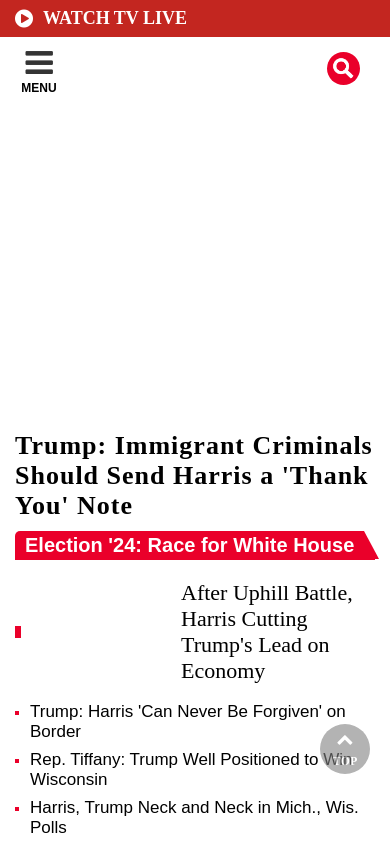 WATCH TV LIVE
MENU
Trump: Immigrant Criminals
Should Send Harris a 'Thank
You' Note
Election '24: Race for White House
After Uphill Battle,
Harris Cutting
Trump's Lead on
Economy
Trump: Harris 'Can Never Be Forgiven' on
Border
Rep. Tiffany: Trump Well Positioned to Win
Wisconsin
TOP
Harris, Trump Neck and Neck in Mich., Wis.
Polls